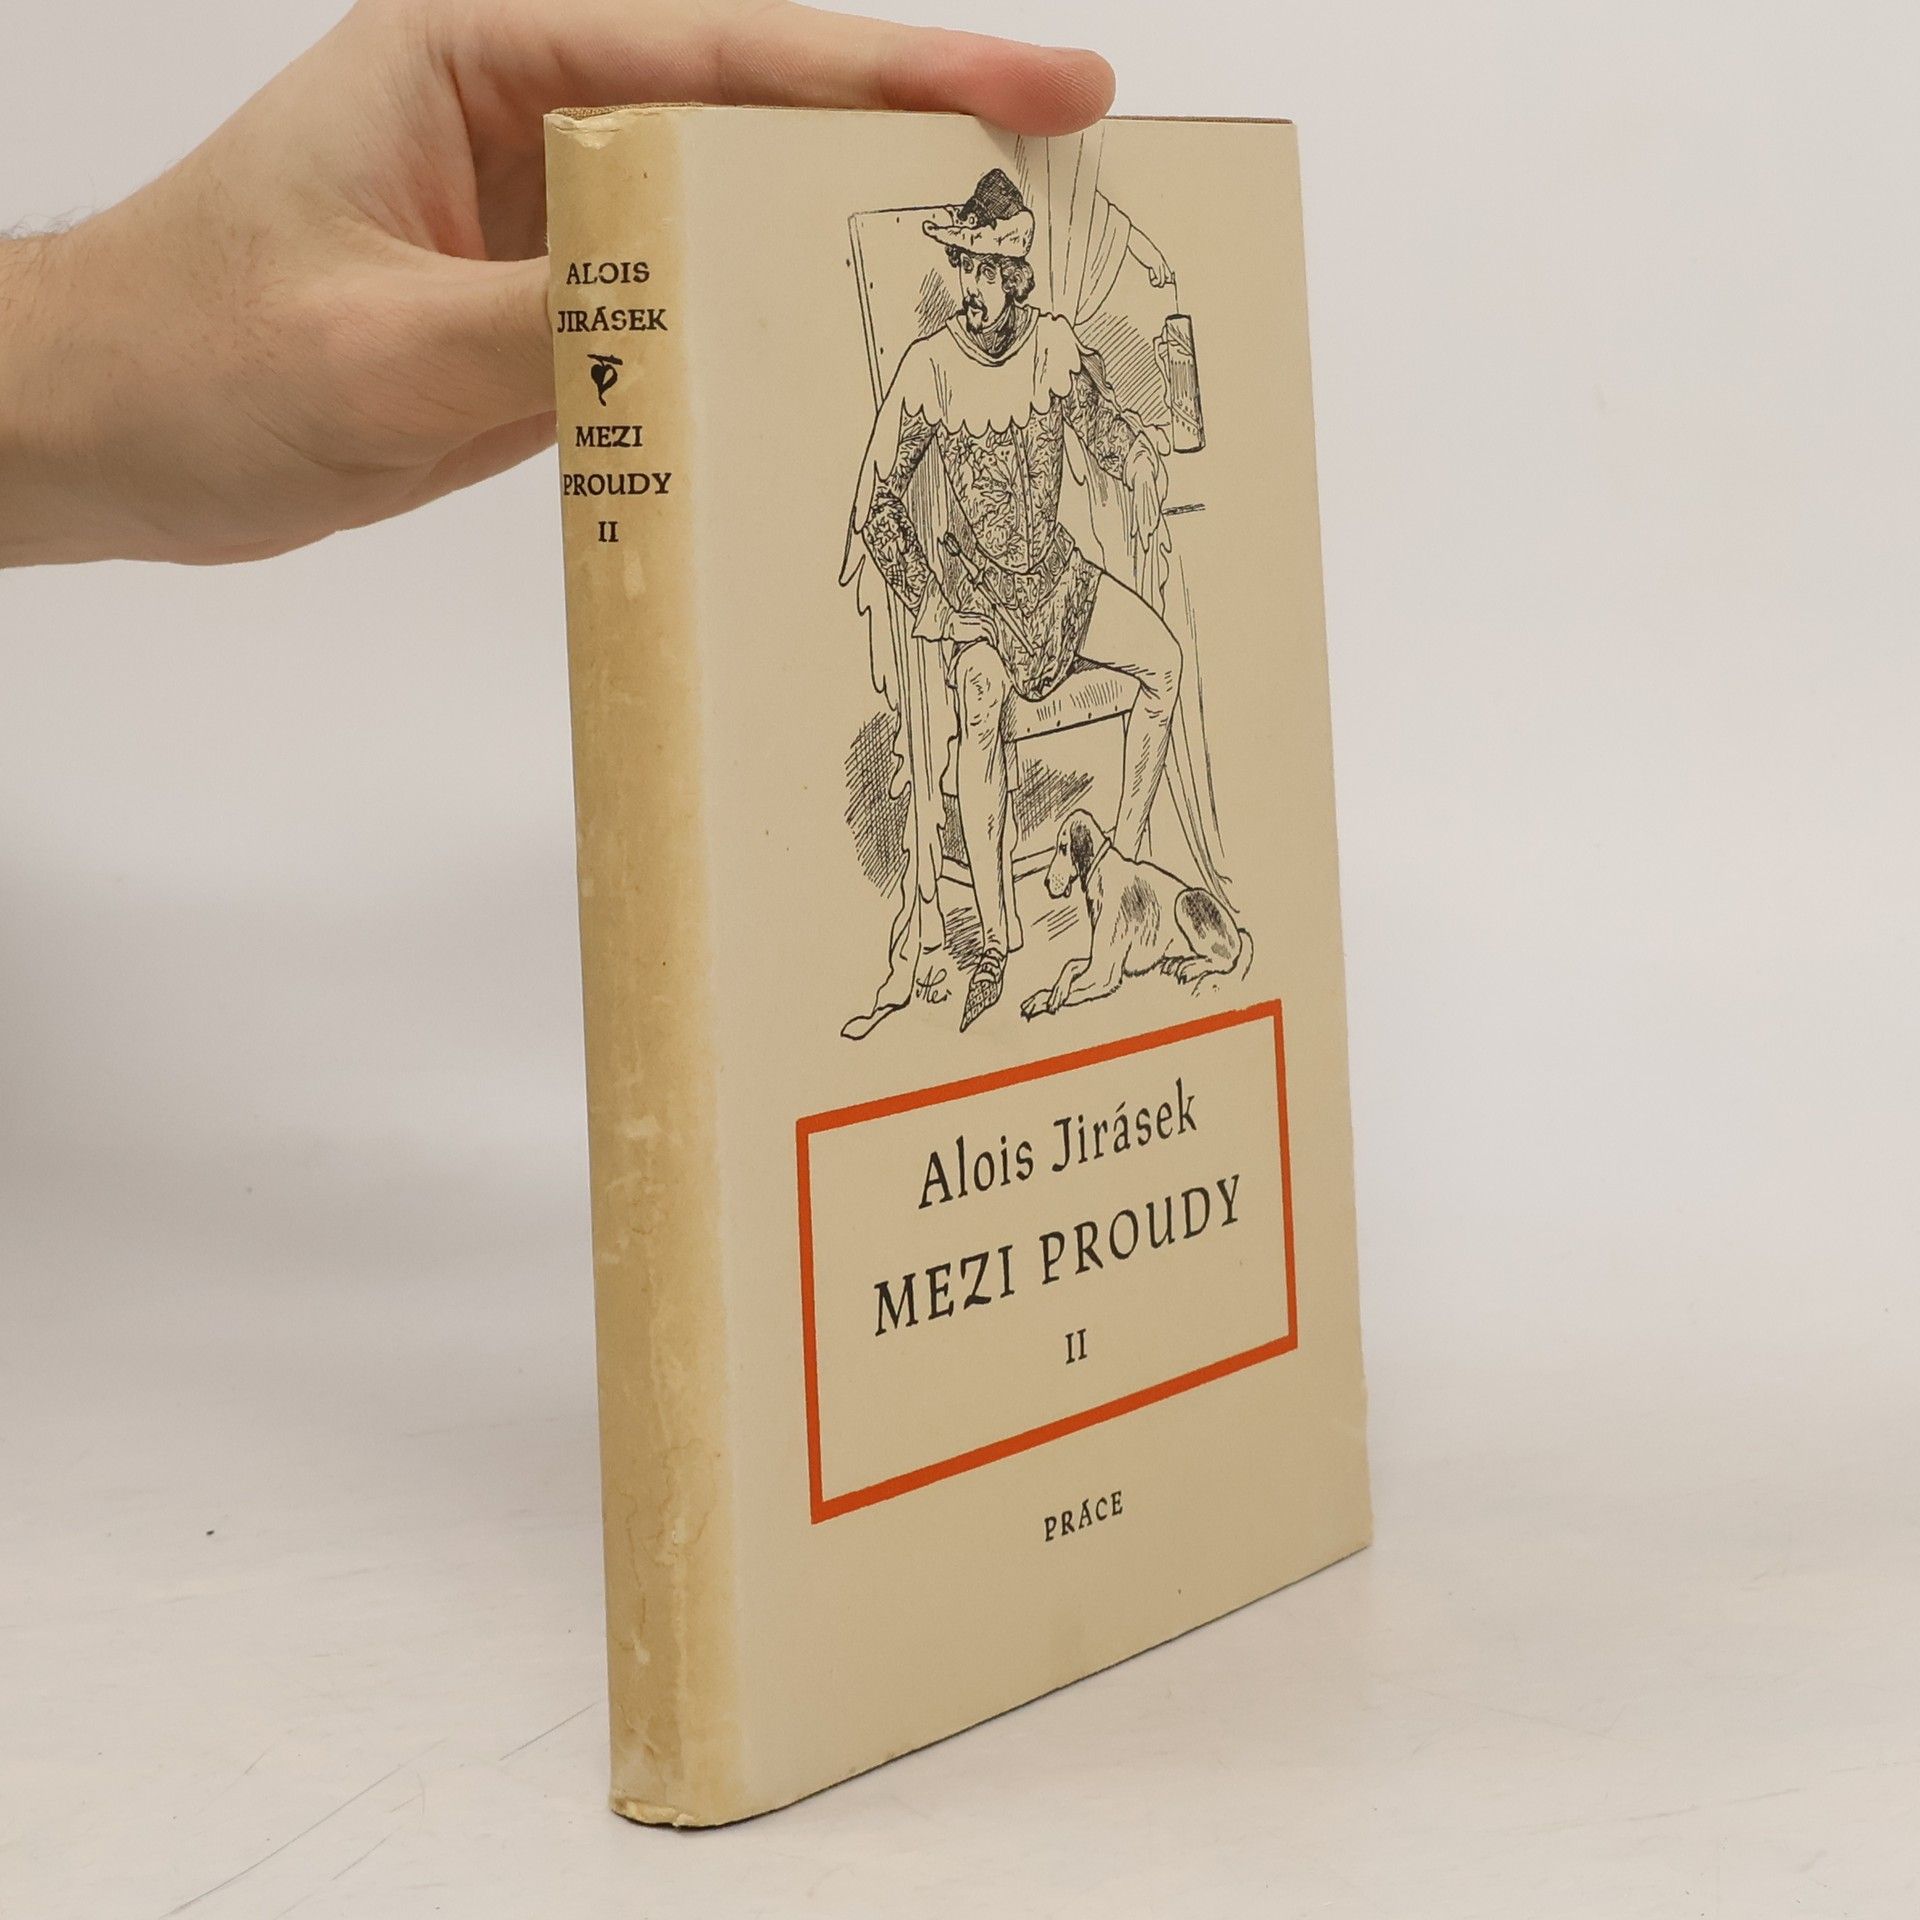 ALOIS
JIRÁSEK
MEZI
PROUDY
II
Alois Jirásek
MEZI PROUDY
II
PRÁCE